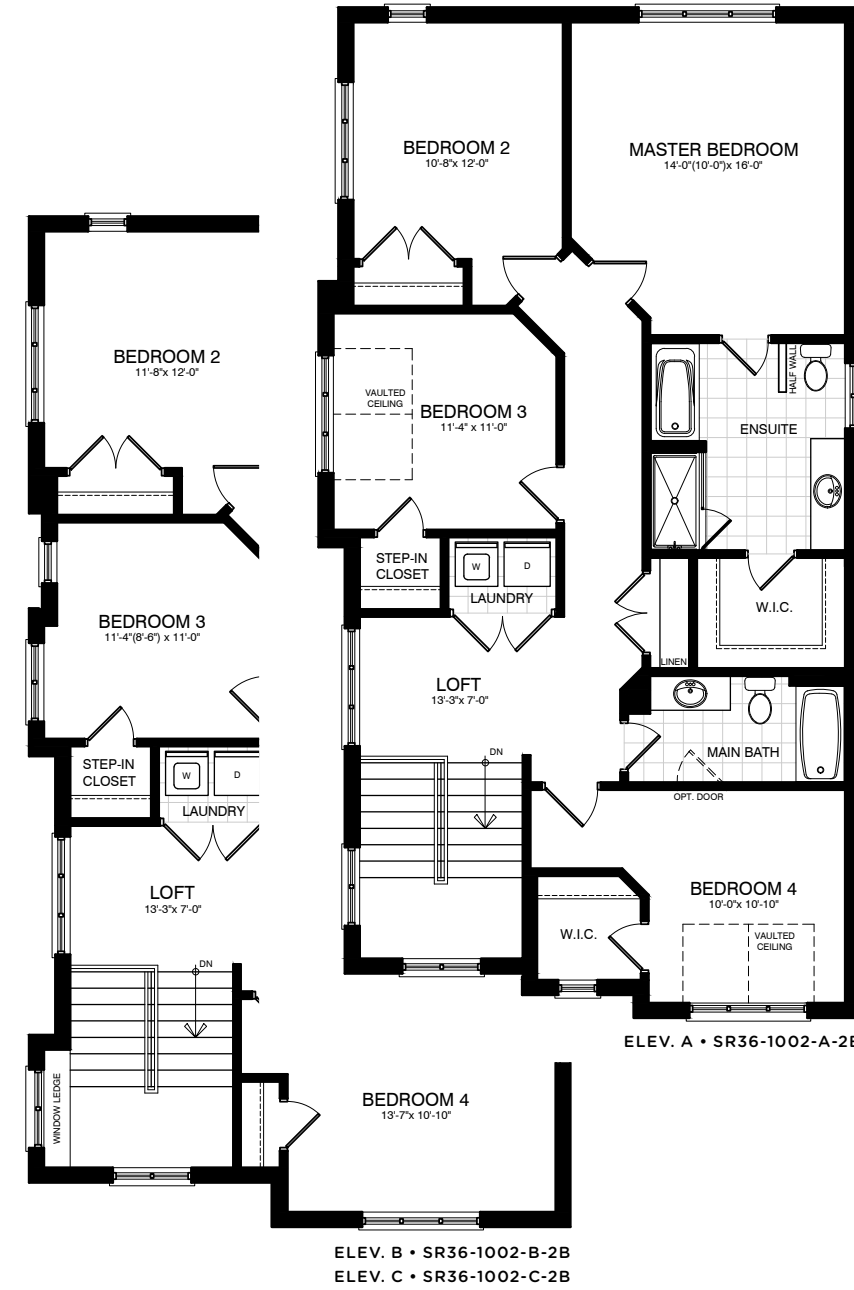 BEDROOM 2
10'-8"x 12'-0"
MASTER BEDROOM
14'-0"(10'-0")x 16'-0"
VAULTED
CEILING
BEDROOM 3
11'-4" x 11'-0"
HALF WALL
ENSUITE
STEP-IN
CLOSET
W
D
LAUNDRY
W.I.C.
LINEN
LOFT
13'-3"x 7'-0"
MAIN BATH
DN
OPT. DOOR
BEDROOM 4
10'-0"x 10'-10"
W.I.C.
VAULTED
CEILING
ELEV. A • SR36-1002-A-2B
BEDROOM 2
11'-8"x 12'-0"
BEDROOM 3
11'-4"(8'-6") x 11'-0"
STEP-IN
CLOSET
W
D
LAUNDRY
LOFT
13'-3"x 7'-0"
DN
WINDOW LEDGE
BEDROOM 4
13'-7"x 10'-10"
ELEV. B • SR36-1002-B-2B
ELEV. C • SR36-1002-C-2B